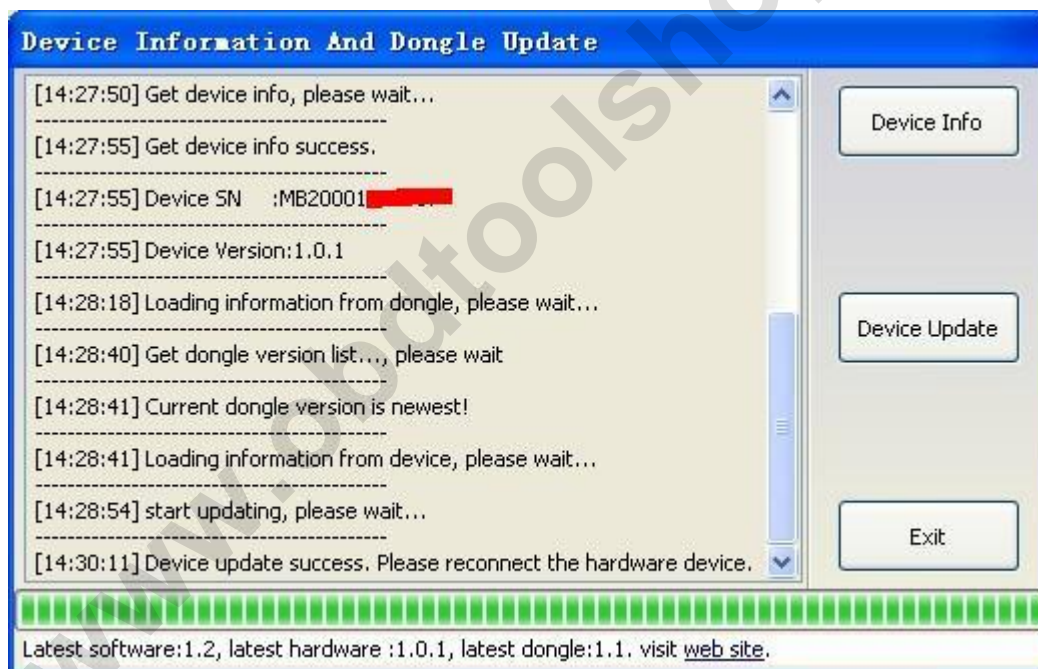 Device Information And Dongle Update
[14:27:50] Get device info, please wait...
----------------------------------------
[14:27:55] Get device info success.
----------------------------------------
[14:27:55] Device SN :MB20001
----------------------------------------
[14:27:55] Device Version:1.0.1
----------------------------------------
[14:28:18] Loading information from dongle, please wait...
----------------------------------------
[14:28:40] Get dongle version list..., please wait
----------------------------------------
[14:28:41] Current dongle version is newest!
----------------------------------------
[14:28:41] Loading information from device, please wait...
----------------------------------------
[14:28:54] start updating, please wait...
----------------------------------------
[14:30:11] Device update success. Please reconnect the hardware device.
Device Info
Device Update
Exit
Latest software:1.2, latest hardware :1.0.1, latest dongle:1.1. visit web site.
www.obdtoolsho